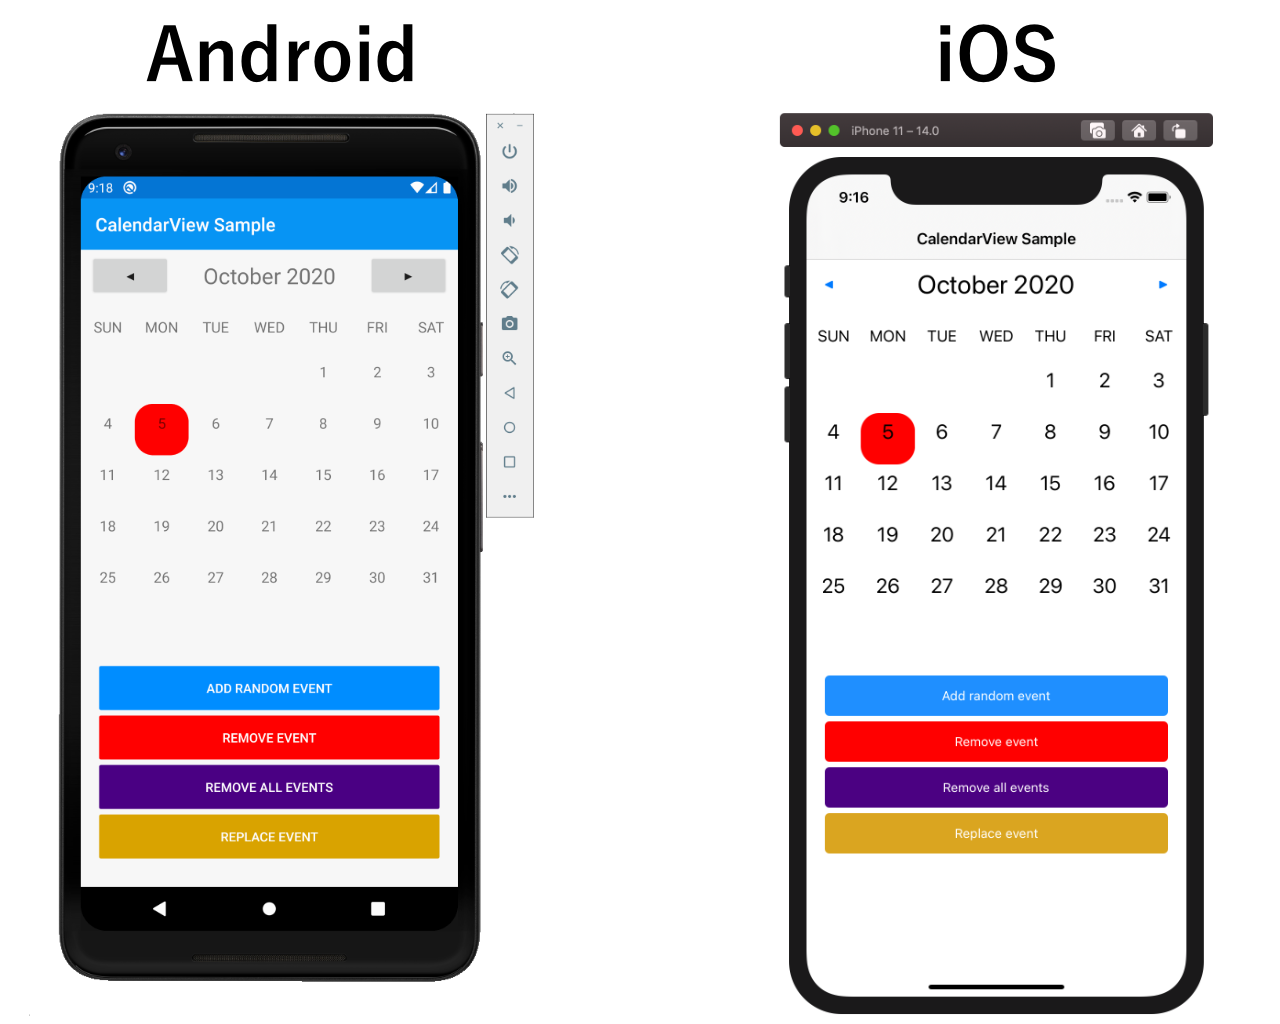 Android
9:18
CalendarView Sample
◄ October 2020 ►
SUN MON TUE WED THU FRI SAT
1 2 3
4 5 6 7 8 9 10
11 12 13 14 15 16 17
18 19 20 21 22 23 24
25 26 27 28 29 30 31
ADD RANDOM EVENT
REMOVE EVENT
REMOVE ALL EVENTS
REPLACE EVENT
iOS
iPhone 11 – 14.0
9:16
CalendarView Sample
◄ October 2020 ►
SUN MON TUE WED THU FRI SAT
1 2 3
4 5 6 7 8 9 10
11 12 13 14 15 16 17
18 19 20 21 22 23 24
25 26 27 28 29 30 31
Add random event
Remove event
Remove all events
Replace event